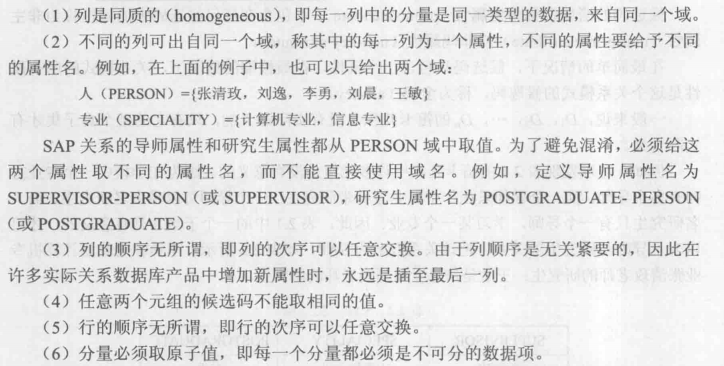 （1）列是同质的（homogeneous），即每一列中的分量是同一类型的数据，来自同一个域。
（2）不同的列可出自同一个域，称其中的每一列为一个属性，不同的属性要给予不同
的属性名。例如，在上面的例子中，也可以只给出两个域：
人（PERSON）={张清玫，刘逸，李勇，刘晨，王敏}
专业（SPECIALITY）={计算机专业，信息专业}
SAP 关系的导师属性和研究生属性都从 PERSON 域中取值。为了避免混淆，必须给这
两个属性取不同的属性名，而不能直接使用域名。例如，定义导师属性名为
SUPERVISOR-PERSON（或 SUPERVISOR），研究生属性名为 POSTGRADUATE- PERSON
（或 POSTGRADUATE）。
（3）列的顺序无所谓，即列的次序可以任意交换。由于列顺序是无关紧要的，因此在
许多实际关系数据库产品中增加新属性时，永远是插至最后一列。
（4）任意两个元组的候选码不能取相同的值。
（5）行的顺序无所谓，即行的次序可以任意交换。
（6）分量必须取原子值，即每一个分量都必须是不可分的数据项。